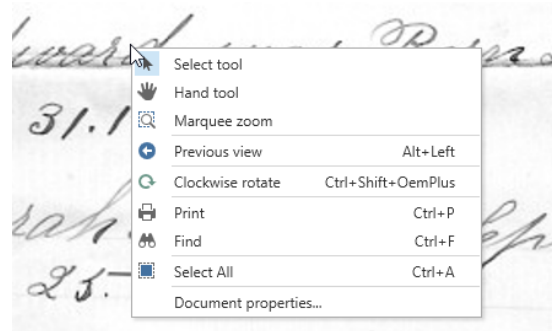 31.1
Select tool
Hand tool
Marquee zoom
Previous view Alt+Left
Clockwise rotate Ctrl+Shift+OemPlus
Print Ctrl+P
Find Ctrl+F
Select All Ctrl+A
25.
Document properties...